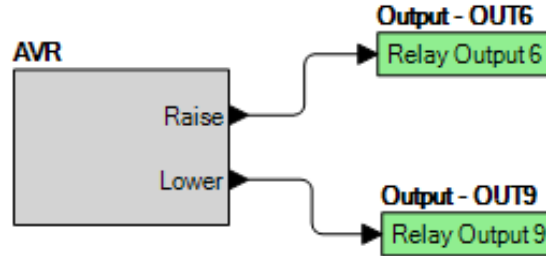 Output - OUT6
Relay Output 6
AVR
Raise
Lower
Output - OUT9
Relay Output 9